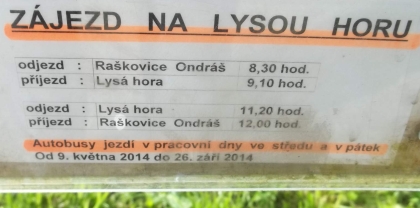 ZÁJEZD NA LYSOU HORU
odjezd : Raškovice Ondráš 8,30 hod.
příjezd : Lysá hora 9,10 hod.
odjezd : Lysá hora 11,20 hod.
příjezd : Raškovice Ondráš 12,00 hod.
Autobusy jezdí v pracovní dny ve středu a v pátek
Od 9. května 2014 do 26. září 2014